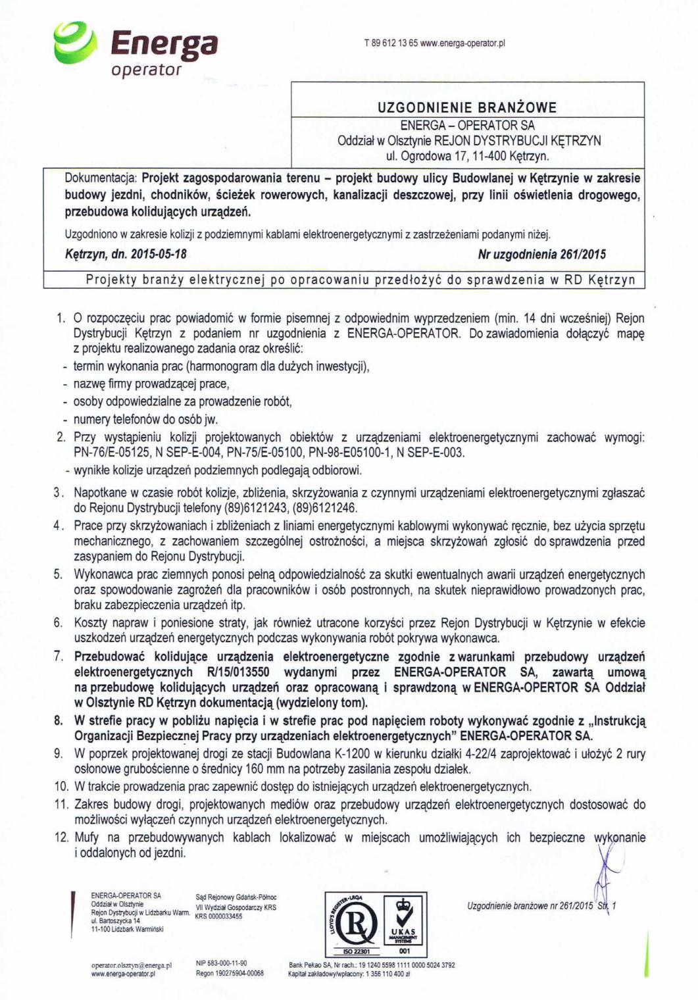 Energa
operator
T 89 612 13 65 www.energa-operator.pl
UZGODNIENIE BRANŻOWE
ENERGA – OPERATOR SA
Oddział w Olsztynie REJON DYSTRYBUCJI KĘTRZYN
ul. Ogrodowa 17, 11-400 Kętrzyn.
Dokumentacja: Projekt zagospodarowania terenu – projekt budowy ulicy Budowlanej w Kętrzynie w zakresie
budowy jezdni, chodników, ścieżek rowerowych, kanalizacji deszczowej, przy linii oświetlenia drogowego,
przebudowa kolidujących urządzeń.
Uzgodniono w zakresie kolizji z podziemnymi kablami elektroenergetycznymi z zastrzeżeniami podanymi niżej.
Kętrzyn, dn. 2015-05-18 Nr uzgodnienia 261/2015
Projekty branży elektrycznej po opracowaniu przedłożyć do sprawdzenia w RD Kętrzyn
1. O rozpoczęciu prac powiadomić w formie pisemnej z odpowiednim wyprzedzeniem (min. 14 dni wcześniej) Rejon
Dystrybucji Kętrzyn z podaniem nr uzgodnienia z ENERGA-OPERATOR. Do zawiadomienia dołączyć mapę
z projektu realizowanego zadania oraz określić:
- termin wykonania prac (harmonogram dla dużych inwestycji),
- nazwę firmy prowadzącej prace,
- osoby odpowiedzialne za prowadzenie robót,
- numery telefonów do osób jw.
2. Przy wystąpieniu kolizji projektowanych obiektów z urządzeniami elektroenergetycznymi zachować wymogi:
PN-76/E-05125, N SEP-E-004, PN-75/E-05100, PN-98-E05100-1, N SEP-E-003.
- wynikłe kolizje urządzeń podziemnych podlegają odbiorowi.
3. Napotkane w czasie robót kolizje, zbliżenia, skrzyżowania z czynnymi urządzeniami elektroenergetycznymi zgłaszać
do Rejonu Dystrybucji telefony (89)6121243, (89)6121246.
4. Prace przy skrzyżowaniach i zbliżeniach z liniami energetycznymi kablowymi wykonywać ręcznie, bez użycia sprzętu
mechanicznego, z zachowaniem szczególnej ostrożności, a miejsca skrzyżowań zgłosić do sprawdzenia przed
zasypaniem do Rejonu Dystrybucji.
5. Wykonawca prac ziemnych ponosi pełną odpowiedzialność za skutki ewentualnych awarii urządzeń energetycznych
oraz spowodowanie zagrożeń dla pracowników i osób postronnych, na skutek nieprawidłowo prowadzonych prac,
braku zabezpieczenia urządzeń itp.
6. Koszty napraw i poniesione straty, jak również utracone korzyści przez Rejon Dystrybucji w Kętrzynie w efekcie
uszkodzeń urządzeń energetycznych podczas wykonywania robót pokrywa wykonawca.
7. Przebudować kolidujące urządzenia elektroenergetyczne zgodnie z warunkami przebudowy urządzeń
elektroenergetycznych R/15/013550 wydanymi przez ENERGA-OPERATOR SA, zawartą umową
na przebudowę kolidujących urządzeń oraz opracowaną i sprawdzoną w ENERGA-OPERTOR SA Oddział
w Olsztynie RD Kętrzyn dokumentacją (wydzielony tom).
8. W strefie pracy w pobliżu napięcia i w strefie prac pod napięciem roboty wykonywać zgodnie z „Instrukcją
Organizacji Bezpiecznej Pracy przy urządzeniach elektroenergetycznych” ENERGA-OPERATOR SA.
9. W poprzek projektowanej drogi ze stacji Budowlana K-1200 w kierunku działki 4-22/4 zaprojektować i ułożyć 2 rury
osłonowe grubościenne o średnicy 160 mm na potrzeby zasilania zespołu działek.
10. W trakcie prowadzenia prac zapewnić dostęp do istniejących urządzeń elektroenergetycznych.
11. Zakres budowy drogi, projektowanych mediów oraz przebudowy urządzeń elektroenergetycznych dostosować do
możliwości wyłączeń czynnych urządzeń elektroenergetycznych.
12. Mufy na przebudowywanych kablach lokalizować w miejscach umożliwiających ich bezpieczne wykonanie
i oddalonych od jezdni.
ENERGA-OPERATOR SA
Oddział w Olsztynie
Rejon Dystrybucji w Lidzbarku Warm.
ul. Bartoszycka 14
11-100 Lidzbark Warmiński
Sąd Rejonowy Gdańsk-Północ
VII Wydział Gospodarczy KRS
KRS 0000033455
LLOYD'S REGISTER·LRQA
R
ISO 22301
UKAS
MANAGEMENT
SYSTEMS
001
Uzgodnienie branżowe nr 261/2015 Str. 1
operator.olsztyn@energa.pl
www.energa-operator.pl
NIP 583-000-11-90
Regon 190275904-00068
Bank Pekao SA, Nr rach.: 19 1240 5598 1111 0000 5024 3792
Kapitał zakładowy/wpłacony: 1 356 110 400 zł